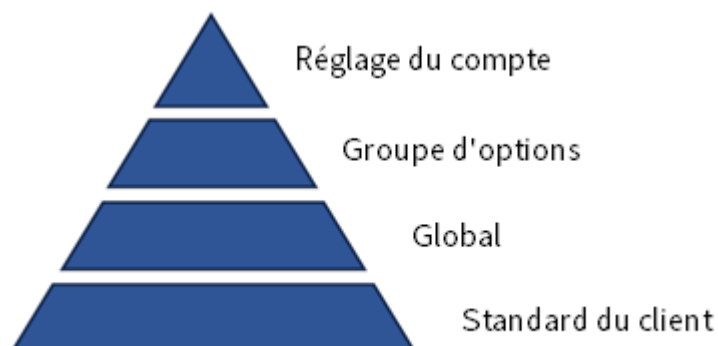 Réglage du compte
Groupe d'options
Global
Standard du client